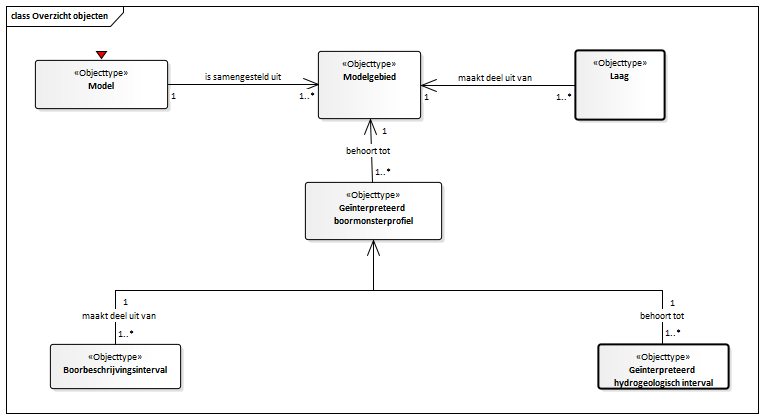 class Overzicht objecten
«Objecttype»
Model
is samengesteld uit
1
1..*
«Objecttype»
Modelgebied
maakt deel uit van
1
1..*
«Objecttype»
Laag
1
behoort tot
1..*
«Objecttype»
Geïnterpreteerd
boormonsterprofiel
1
maakt deel uit van
1..*
«Objecttype»
Boorbeschrijvingsinterval
1
behoort tot
1..*
«Objecttype»
Geïnterpreteerd
hydrogeologisch interval